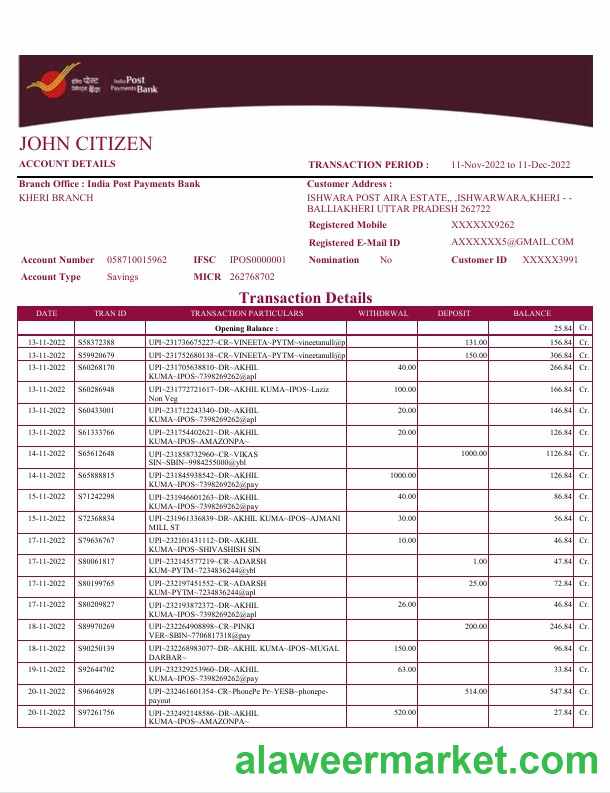 इंडिया पोस्ट
पेमेंट्स बैंक
India Post
Payments Bank
JOHN CITIZEN
ACCOUNT DETAILS TRANSACTION PERIOD : 11-Nov-2022 to 11-Dec-2022
Branch Office : India Post Payments Bank Customer Address :
KHERI BRANCH ISHWARA POST AIRA ESTATE,, ,ISHWARWARA,KHERI - -
BALLIAKHERI UTTAR PRADESH 262722
Registered Mobile XXXXXX9262
Registered E-Mail ID AXXXXXX5@GMAIL.COM
Account Number 058710015962 IFSC IPOS0000001 Nomination No Customer ID XXXXX3991
Account Type Savings MICR 262768702
Transaction Details
DATE TRAN ID TRANSACTION PARTICULARS WITHDRWAL DEPOSIT BALANCE
Opening Balance : 25.84 Cr.
13-11-2022 S58372388 UPI~231736675227~CR~VINEETA~PYTM~vineetanull@p 131.00 156.84 Cr.
13-11-2022 S59920679 UPI~231752680138~CR~VINEETA~PYTM~vineetanull@p 150.00 306.84 Cr.
13-11-2022 S60268170 UPI~231705638810~DR~AKHIL 40.00 266.84 Cr.
KUMA~IPOS~7398269262@apl
13-11-2022 S60286948 UPI~231772721617~DR~AKHIL KUMA~IPOS~Laziz 100.00 166.84 Cr.
Non Veg
13-11-2022 S60433001 UPI~231712243340~DR~AKHIL 20.00 146.84 Cr.
KUMA~IPOS~7398269262@apl
13-11-2022 S61333766 UPI~231754402621~DR~AKHIL 20.00 126.84 Cr.
KUMA~IPOS~AMAZONPA~
14-11-2022 S65612648 UPI~231858732960~CR~VIKAS 1000.00 1126.84 Cr.
SIN~SBIN~9984255000@ybl
14-11-2022 S65888815 UPI~231845938542~DR~AKHIL 1000.00 126.84 Cr.
KUMA~IPOS~7398269262@pay
15-11-2022 S71242298 UPI~231946601263~DR~AKHIL 40.00 86.84 Cr.
KUMA~IPOS~7398269262@pay
15-11-2022 S72368834 UPI~231961336839~DR~AKHIL KUMA~IPOS~AJMANI 30.00 56.84 Cr.
MILL ST
17-11-2022 S79636767 UPI~232101431112~DR~AKHIL 10.00 46.84 Cr.
KUMA~IPOS~SHIVASHISH SIN
17-11-2022 S80061817 UPI~232145577219~CR~ADARSH 1.00 47.84 Cr.
KUM~PYTM~7234836244@ybl
17-11-2022 S80199765 UPI~232197451552~CR~ADARSH 25.00 72.84 Cr.
KUM~PYTM~7234836244@apl
17-11-2022 S80209827 UPI~232193872372~DR~AKHIL 26.00 46.84 Cr.
KUMA~IPOS~7398269262@apl
18-11-2022 S89970269 UPI~232264908898~CR~PINKI 200.00 246.84 Cr.
VER~SBIN~7706817318@pay
18-11-2022 S90250139 UPI~232268983077~DR~AKHIL KUMA~IPOS~MUGAL 150.00 96.84 Cr.
DARBAR~
19-11-2022 S92644702 UPI~232329253960~DR~AKHIL 63.00 33.84 Cr.
KUMA~IPOS~7398269262@pay
20-11-2022 S96646928 UPI~232461601354~CR~PhonePe Pr~YESB~phonepe- 514.00 547.84 Cr.
payout
20-11-2022 S97261756 UPI~232492148586~DR~AKHIL 520.00 27.84 Cr.
KUMA~IPOS~AMAZONPA~
alaweermarket.com